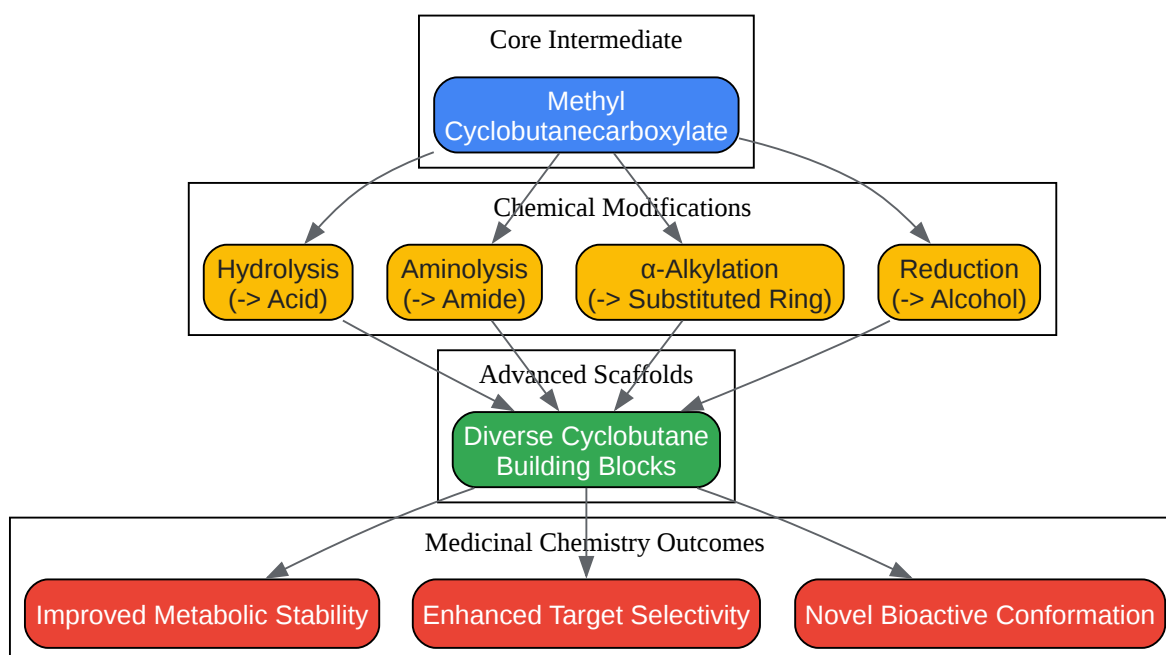 Core Intermediate
Methyl
Cyclobutanecarboxylate
Chemical Modifications
Hydrolysis
(-> Acid)
Aminolysis
(-> Amide)
α-Alkylation
(-> Substituted Ring)
Reduction
(-> Alcohol)
Advanced Scaffolds
Diverse Cyclobutane
Building Blocks
Medicinal Chemistry Outcomes
Improved Metabolic Stability
Enhanced Target Selectivity
Novel Bioactive Conformation